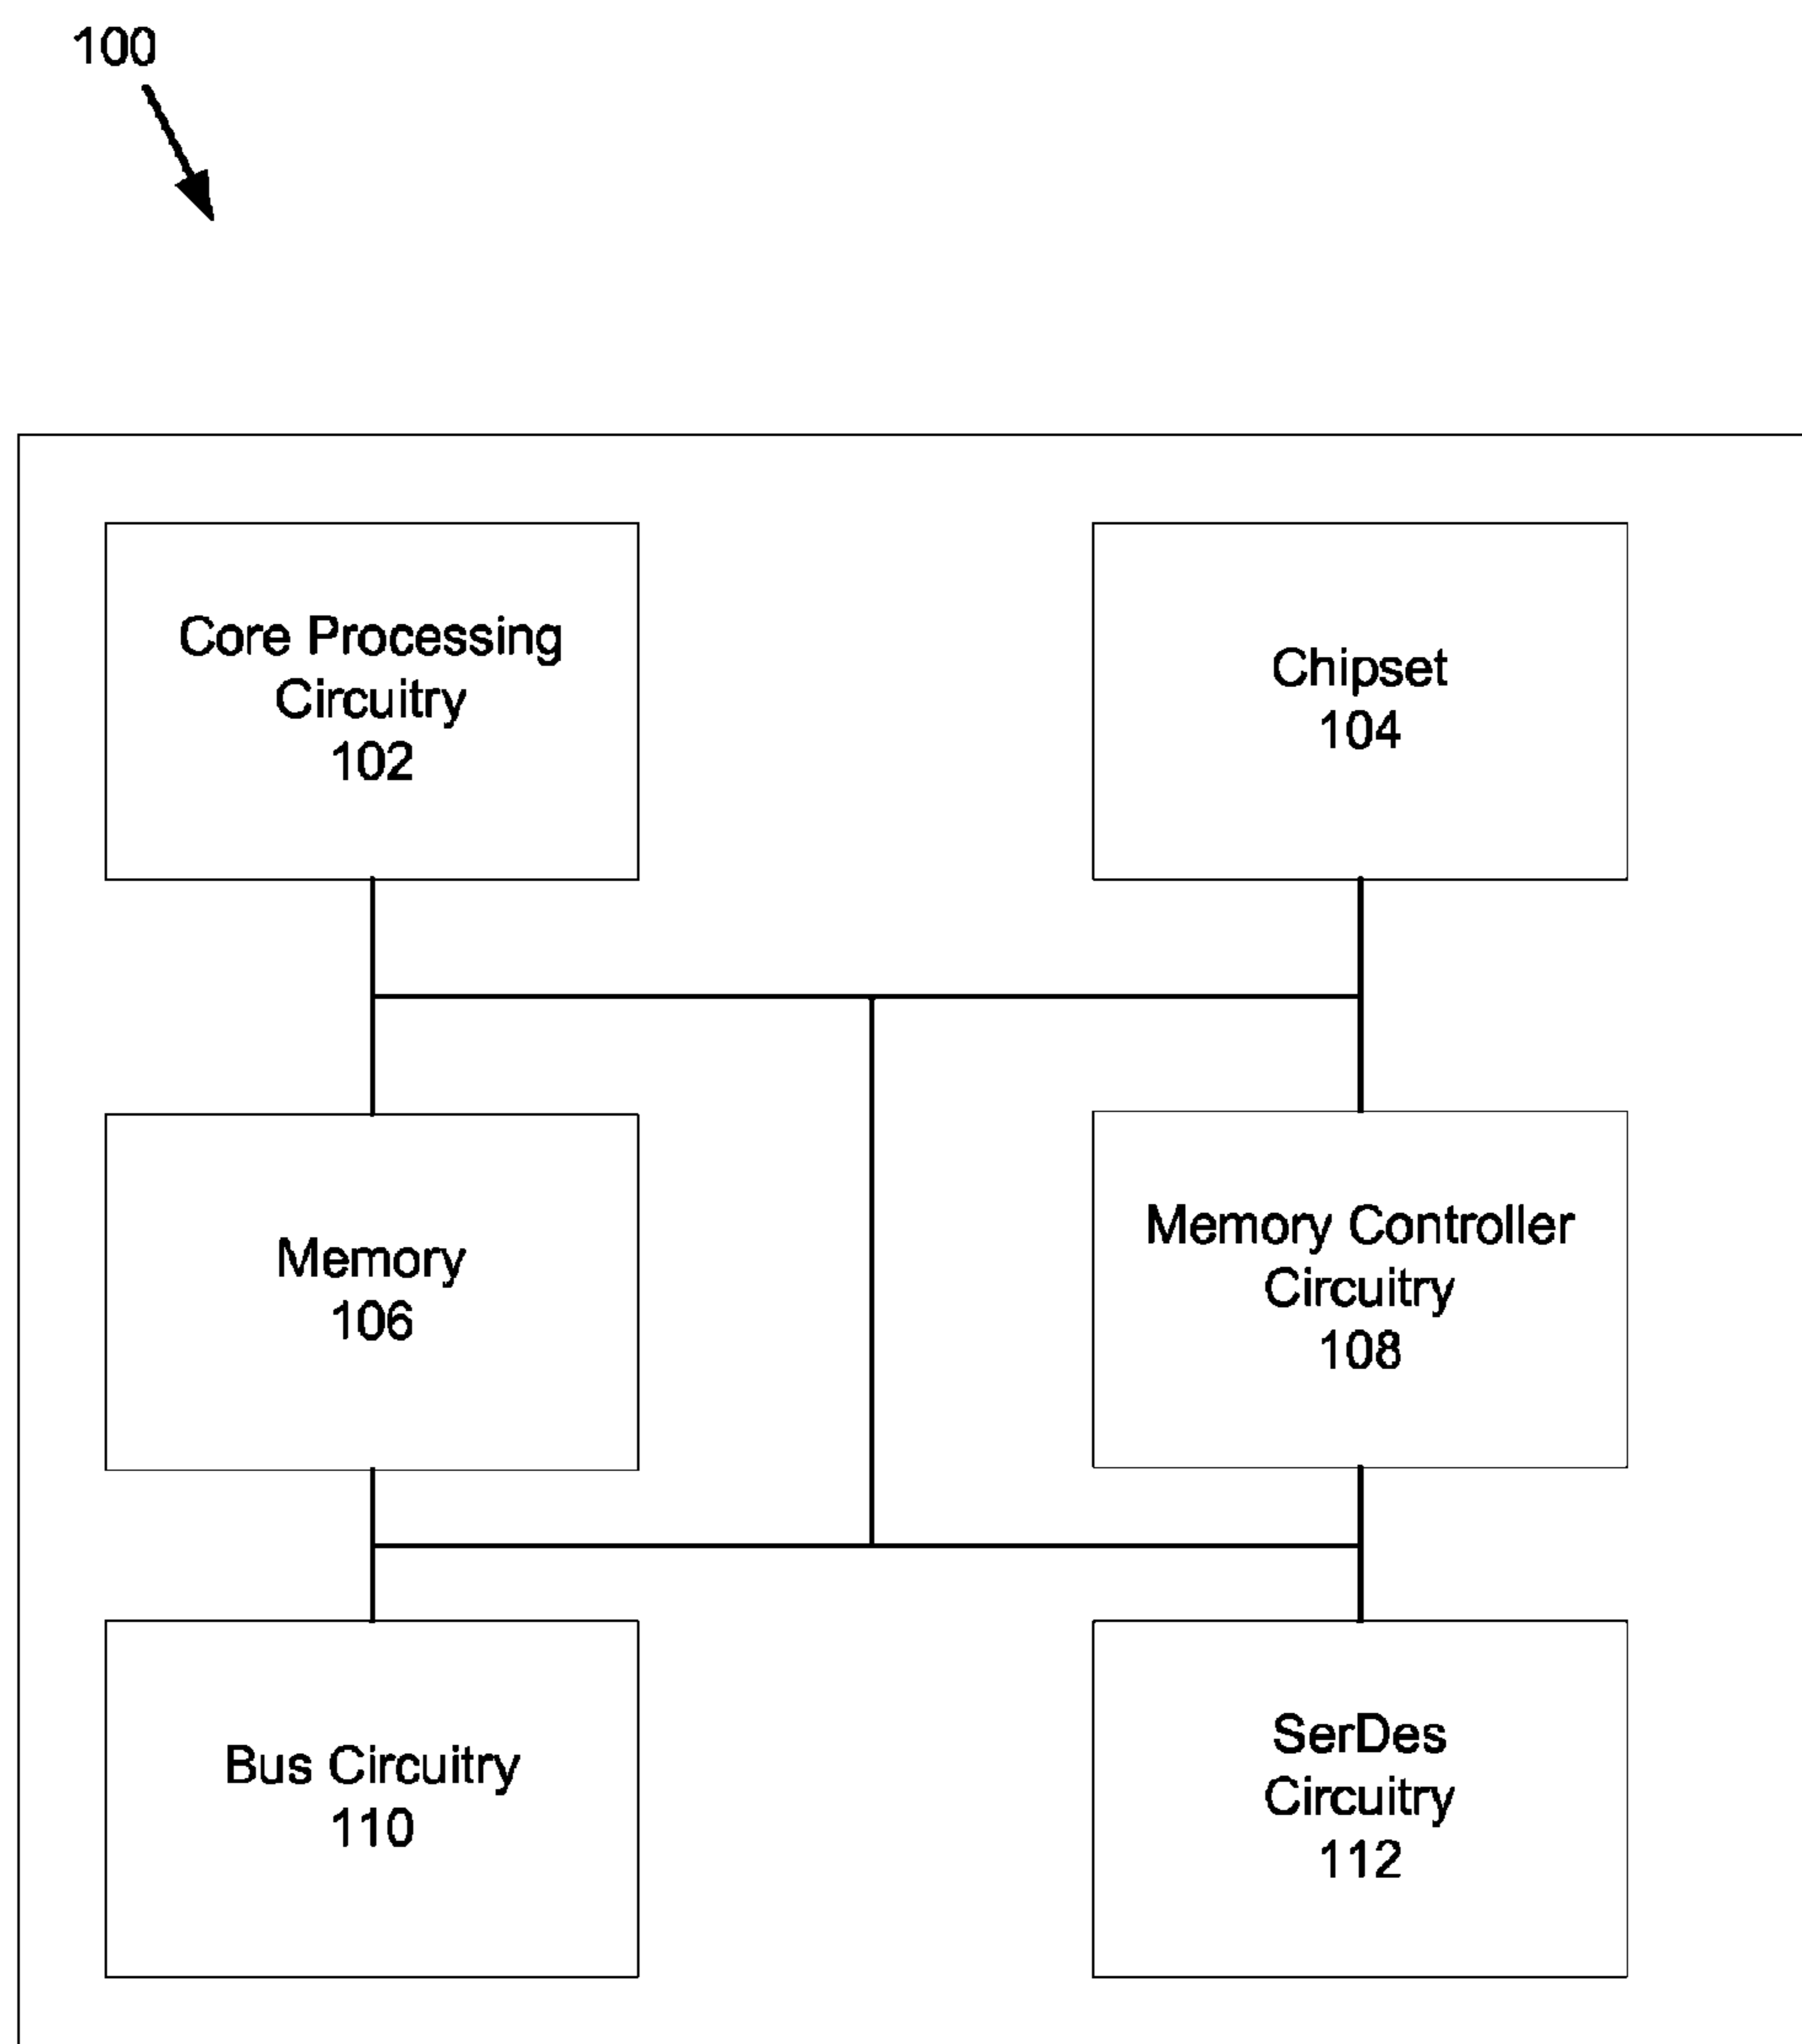 100
Core Processing
Circuitry
102
Chipset
104
Memory
106
Memory Controller
Circuitry
108
Bus Circuitry
110
SerDes
Circuitry
112